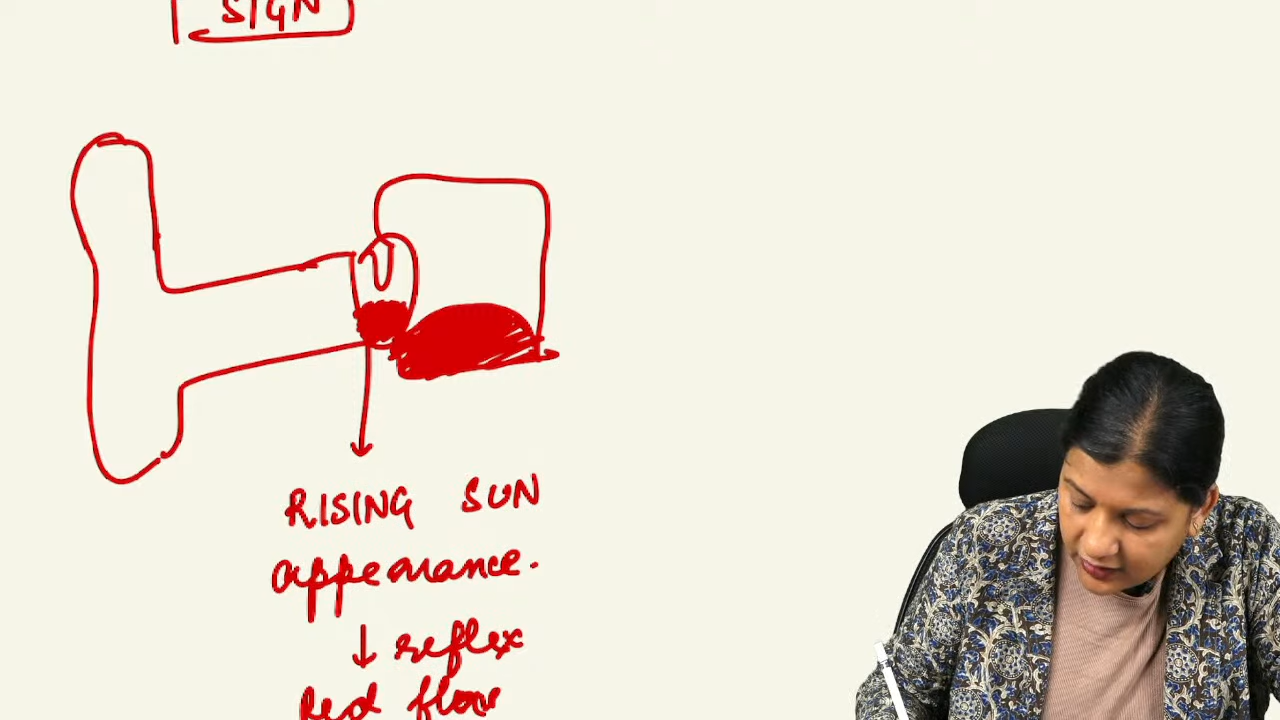 SIGN
RISING SUN
appearance.
↓ reflex
Red flow